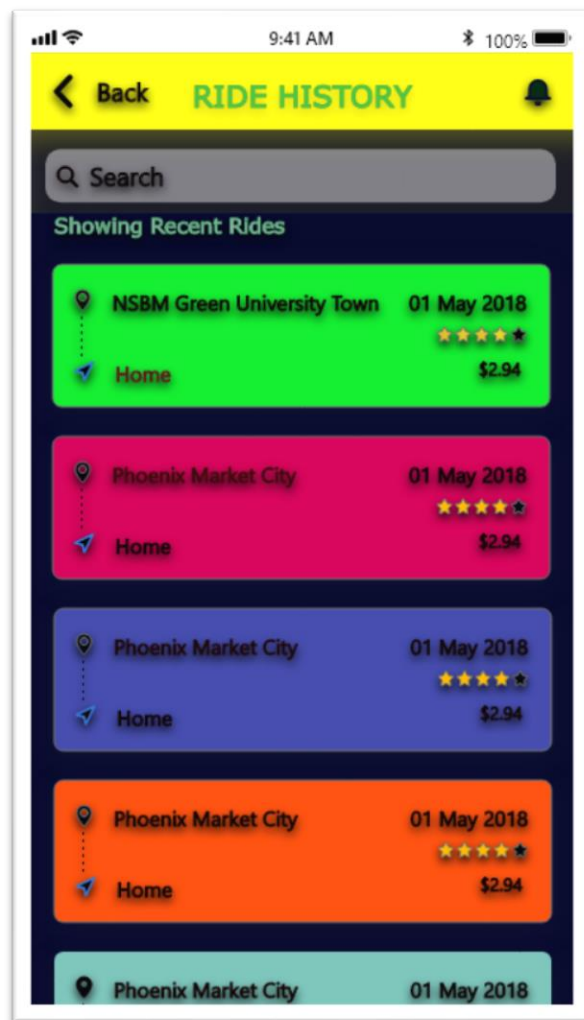 9:41 AM 100%
Back RIDE HISTORY
Search
Showing Recent Rides
NSBM Green University Town 01 May 2018
Home $2.94
Phoenix Market City 01 May 2018
Home $2.94
Phoenix Market City 01 May 2018
Home $2.94
Phoenix Market City 01 May 2018
Home $2.94
Phoenix Market City 01 May 2018